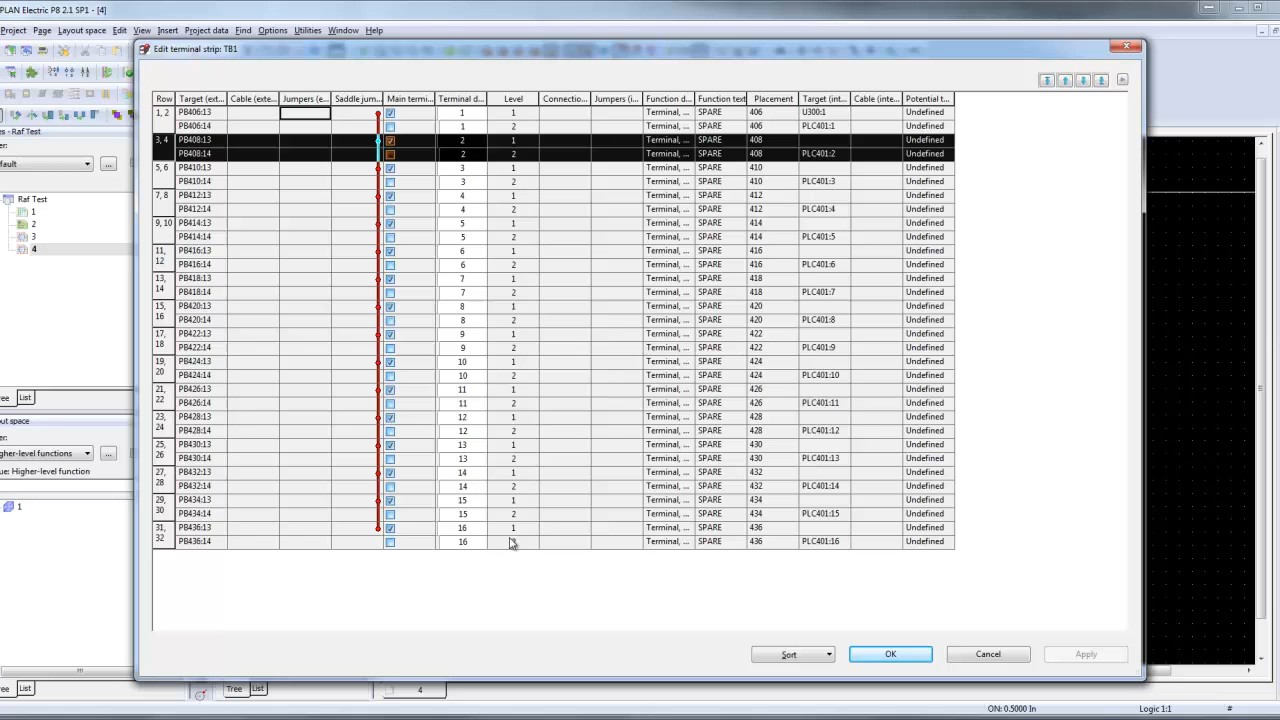 PLAN Electric P8 2.1 SP1 - [4]
Project Page Layout space Edit View Insert Project data Find Options Utilities Window Help
Edit terminal strip: TB1
Row Target (ext... Cable (exte... Jumpers (e... Saddle jum... Main termi... Terminal d... Level Connectio... Jumpers (i... Function d... Function text Placement Target (int... Cable (inte... Potential t...
1, 2 PB406:13 1 1 Terminal, ... SPARE 406 U300:1 Undefined
PB406:14 1 2 Terminal, ... SPARE 406 PLC401:1 Undefined
3, 4 PB408:13 2 1 Terminal, ... SPARE 408 Undefined
PB408:14 2 2 Terminal, ... SPARE 408 PLC401:2 Undefined
5, 6 PB410:13 3 1 Terminal, ... SPARE 410 Undefined
PB410:14 3 2 Terminal, ... SPARE 410 PLC401:3 Undefined
7, 8 PB412:13 4 1 Terminal, ... SPARE 412 Undefined
PB412:14 4 2 Terminal, ... SPARE 412 PLC401:4 Undefined
9, 10 PB414:13 5 1 Terminal, ... SPARE 414 Undefined
PB414:14 5 2 Terminal, ... SPARE 414 PLC401:5 Undefined
11, 12 PB416:13 6 1 Terminal, ... SPARE 416 Undefined
PB416:14 6 2 Terminal, ... SPARE 416 PLC401:6 Undefined
13, 14 PB418:13 7 1 Terminal, ... SPARE 418 Undefined
PB418:14 7 2 Terminal, ... SPARE 418 PLC401:7 Undefined
15, 16 PB420:13 8 1 Terminal, ... SPARE 420 Undefined
PB420:14 8 2 Terminal, ... SPARE 420 PLC401:8 Undefined
17, 18 PB422:13 9 1 Terminal, ... SPARE 422 Undefined
PB422:14 9 2 Terminal, ... SPARE 422 PLC401:9 Undefined
19, 20 PB424:13 10 1 Terminal, ... SPARE 424 Undefined
PB424:14 10 2 Terminal, ... SPARE 424 PLC401:10 Undefined
21, 22 PB426:13 11 1 Terminal, ... SPARE 426 Undefined
PB426:14 11 2 Terminal, ... SPARE 426 PLC401:11 Undefined
23, 24 PB428:13 12 1 Terminal, ... SPARE 428 Undefined
PB428:14 12 2 Terminal, ... SPARE 428 PLC401:12 Undefined
25, 26 PB430:13 13 1 Terminal, ... SPARE 430 Undefined
PB430:14 13 2 Terminal, ... SPARE 430 PLC401:13 Undefined
27, 28 PB432:13 14 1 Terminal, ... SPARE 432 Undefined
PB432:14 14 2 Terminal, ... SPARE 432 PLC401:14 Undefined
29, 30 PB434:13 15 1 Terminal, ... SPARE 434 Undefined
PB434:14 15 2 Terminal, ... SPARE 434 PLC401:15 Undefined
31, 32 PB436:13 16 1 Terminal, ... SPARE 436 Undefined
PB436:14 16 Terminal, ... SPARE 436 PLC401:16 Undefined
Sort OK Cancel Apply
s - Raf Test
er:
fault ...
Raf Test
1
2
3
4
ree List
out space
er:
gher-level functions ...
ue: Higher-level function
1
ree List
Tree List
4
ON: 0.5000 In Logic 1:1 #